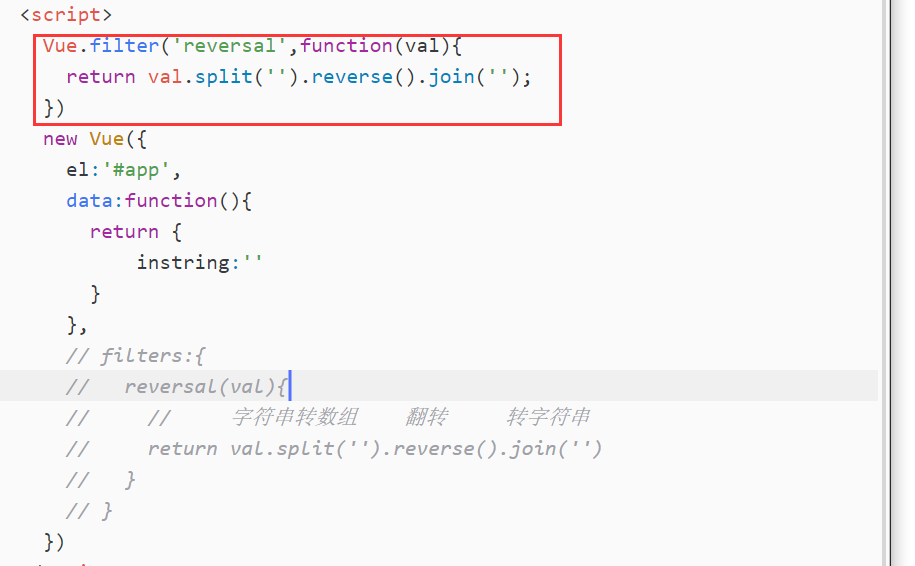 <script>
Vue.filter('reversal',function(val){
return val.split('').reverse().join('');
})
new Vue({
el:'#app',
data:function(){
return {
instring:''
}
},
// filters:{
// reversal(val){
// // 字符串转数组 翻转 转字符串
// return val.split('').reverse().join('')
// }
// }
})